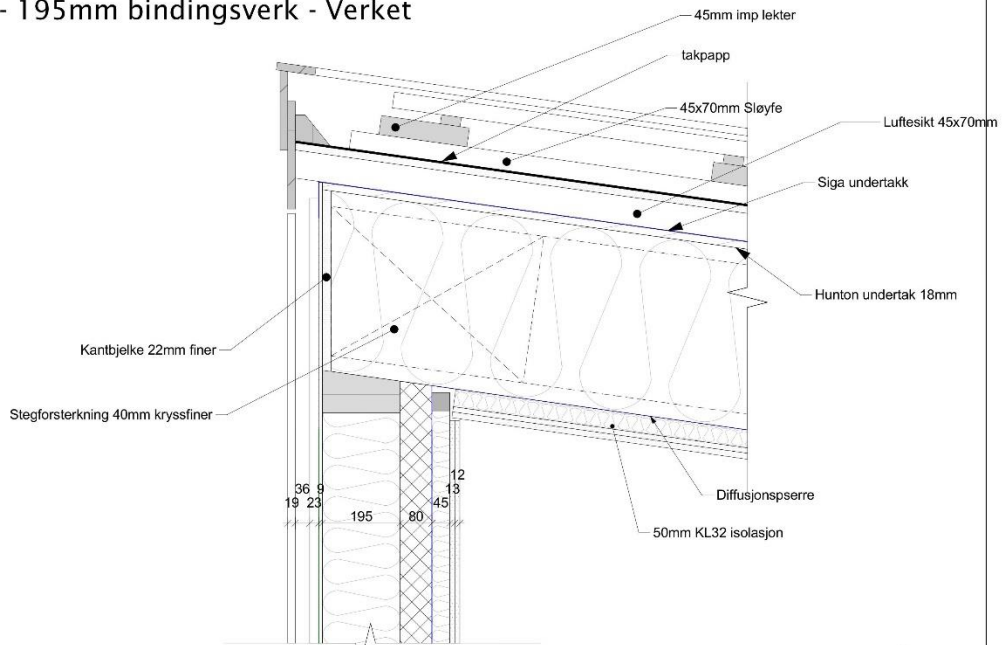 - 195mm bindingsverk - Verket
45mm imp lekter
takpapp
45x70mm Sløyfe
Luftesikt 45x70mm
Siga undertakk
Hunton undertak 18mm
Kantbjelke 22mm finer
Stegforsterkning 40mm kryssfiner
12
36 9 13
19 23 195 80 45
Diffusjonspserre
50mm KL32 isolasjon